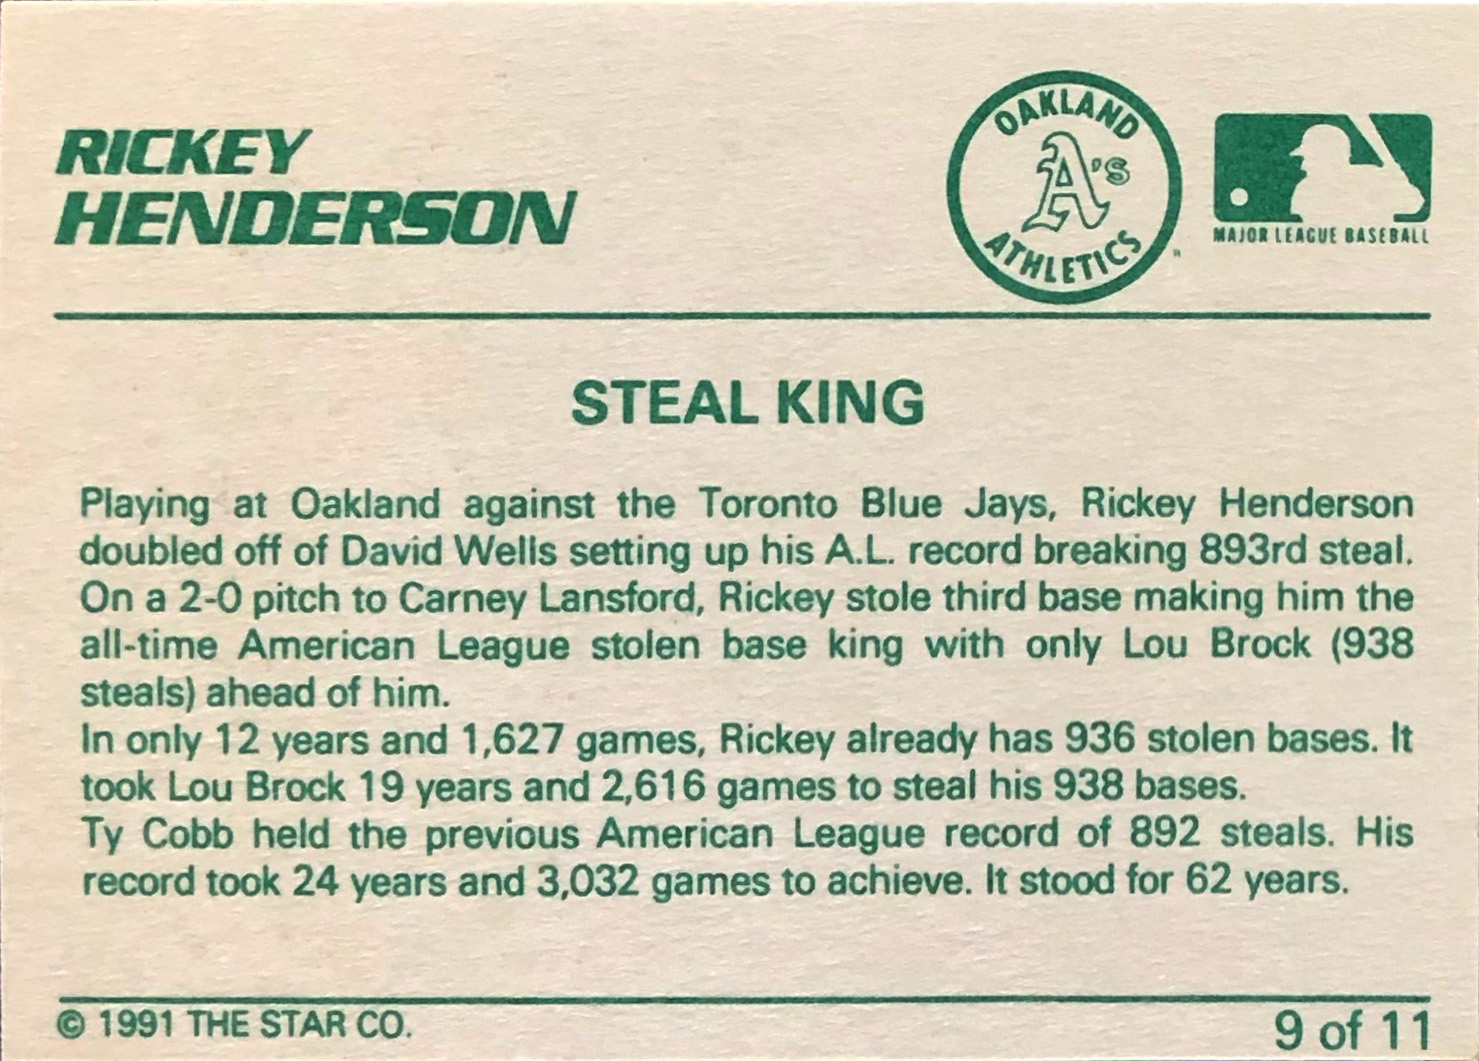 RICKEY
HENDERSON
OAKLAND
A's
ATHLETICS
MAJOR LEAGUE BASEBALL
STEAL KING
Playing at Oakland against the Toronto Blue Jays, Rickey Henderson
doubled off of David Wells setting up his A.L. record breaking 893rd steal.
On a 2-0 pitch to Carney Lansford, Rickey stole third base making him the
all-time American League stolen base king with only Lou Brock (938
steals) ahead of him.
In only 12 years and 1,627 games, Rickey already has 936 stolen bases. It
took Lou Brock 19 years and 2,616 games to steal his 938 bases.
Ty Cobb held the previous American League record of 892 steals. His
record took 24 years and 3,032 games to achieve. It stood for 62 years.
© 1991 THE STAR CO.
9 of 11